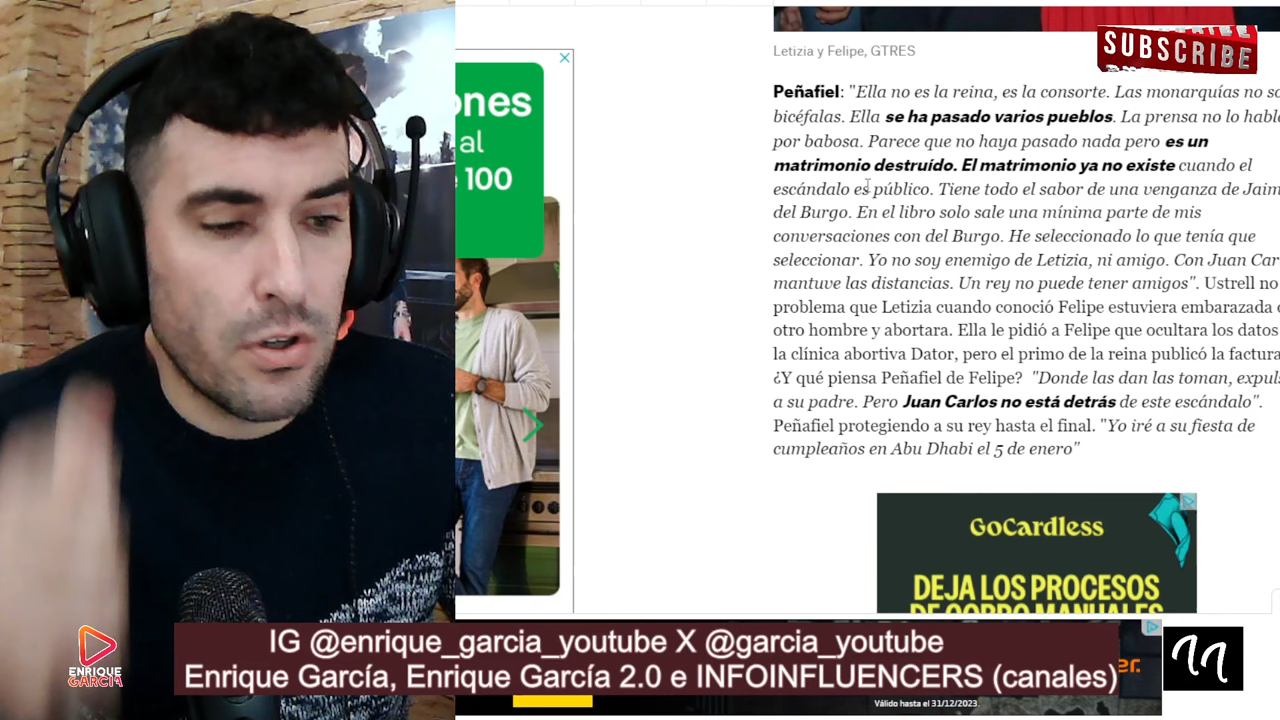 SUBSCRIBE
ones
al
100
Letizia y Felipe, GTRES
Peñafiel: "Ella no es la reina, es la consorte. Las monarquías no so
bicéfalas. Ella se ha pasado varios pueblos. La prensa no lo habl
por babosa. Parece que no haya pasado nada pero es un
matrimonio destruído. El matrimonio ya no existe cuando el
escándalo es público. Tiene todo el sabor de una venganza de Jaim
del Burgo. En el libro solo sale una mínima parte de mis
conversaciones con del Burgo. He seleccionado lo que tenía que
seleccionar. Yo no soy enemigo de Letizia, ni amigo. Con Juan Car
mantuve las distancias. Un rey no puede tener amigos". Ustrell no
problema que Letizia cuando conoció Felipe estuviera embarazada
otro hombre y abortara. Ella le pidió a Felipe que ocultara los datos
la clínica abortiva Dator, pero el primo de la reina publicó la factura
¿Y qué piensa Peñafiel de Felipe? "Donde las dan las toman, expul
a su padre. Pero Juan Carlos no está detrás de este escándalo".
Peñafiel protegiendo a su rey hasta el final. "Yo iré a su fiesta de
cumpleaños en Abu Dhabi el 5 de enero"
GoCardless
DEJA LOS PROCESOS
DE COBRO MANUALES
IG @enrique_garcia_youtube X @garcia_youtube
Enrique García, Enrique García 2.0 e INFOINFLUENCERS (canales)
ENRIQUE
GARCÍA
er.
Válido hasta el 31/12/2023